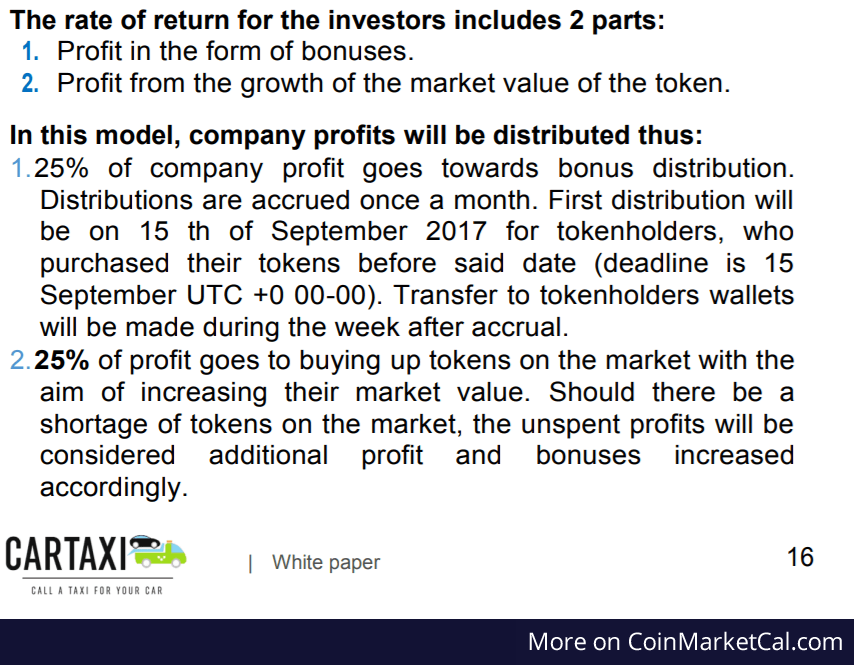 The rate of return for the investors includes 2 parts:
1. Profit in the form of bonuses.
2. Profit from the growth of the market value of the token.
In this model, company profits will be distributed thus:
1.25% of company profit goes towards bonus distribution.
Distributions are accrued once a month. First distribution will
be on 15 th of September 2017 for tokenholders, who
purchased their tokens before said date (deadline is 15
September UTC +0 00-00). Transfer to tokenholders wallets
will be made during the week after accrual.
2.25% of profit goes to buying up tokens on the market with the
aim of increasing their market value. Should there be a
shortage of tokens on the market, the unspent profits will be
considered additional profit and bonuses increased
accordingly.
CARTAXI
CALL A TAXI FOR YOUR CAR
| White paper
16
More on CoinMarketCal.com